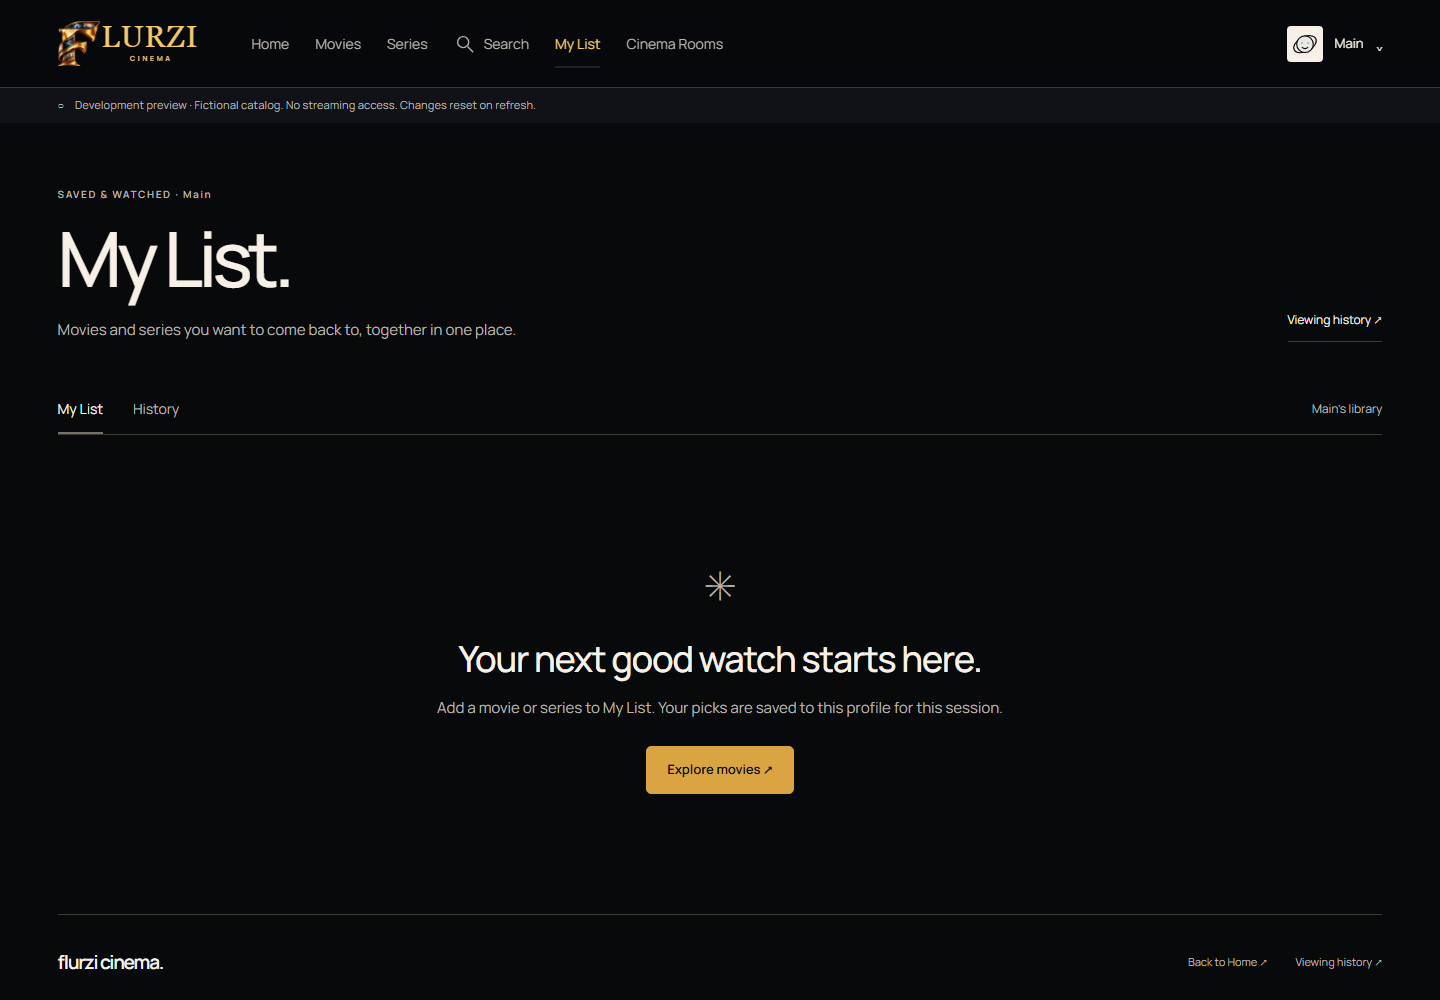 FLURZI
CINEMA
Home
Movies
Series
Search
My List
Cinema Rooms
Main
Development preview · Fictional catalog. No streaming access. Changes reset on refresh.
SAVED & WATCHED · Main
My List.
Movies and series you want to come back to, together in one place.
Viewing history ↗
My List
History
Main's library
Your next good watch starts here.
Add a movie or series to My List. Your picks are saved to this profile for this session.
Explore movies ↗
flurzi cinema.
Back to Home ↗
Viewing history ↗